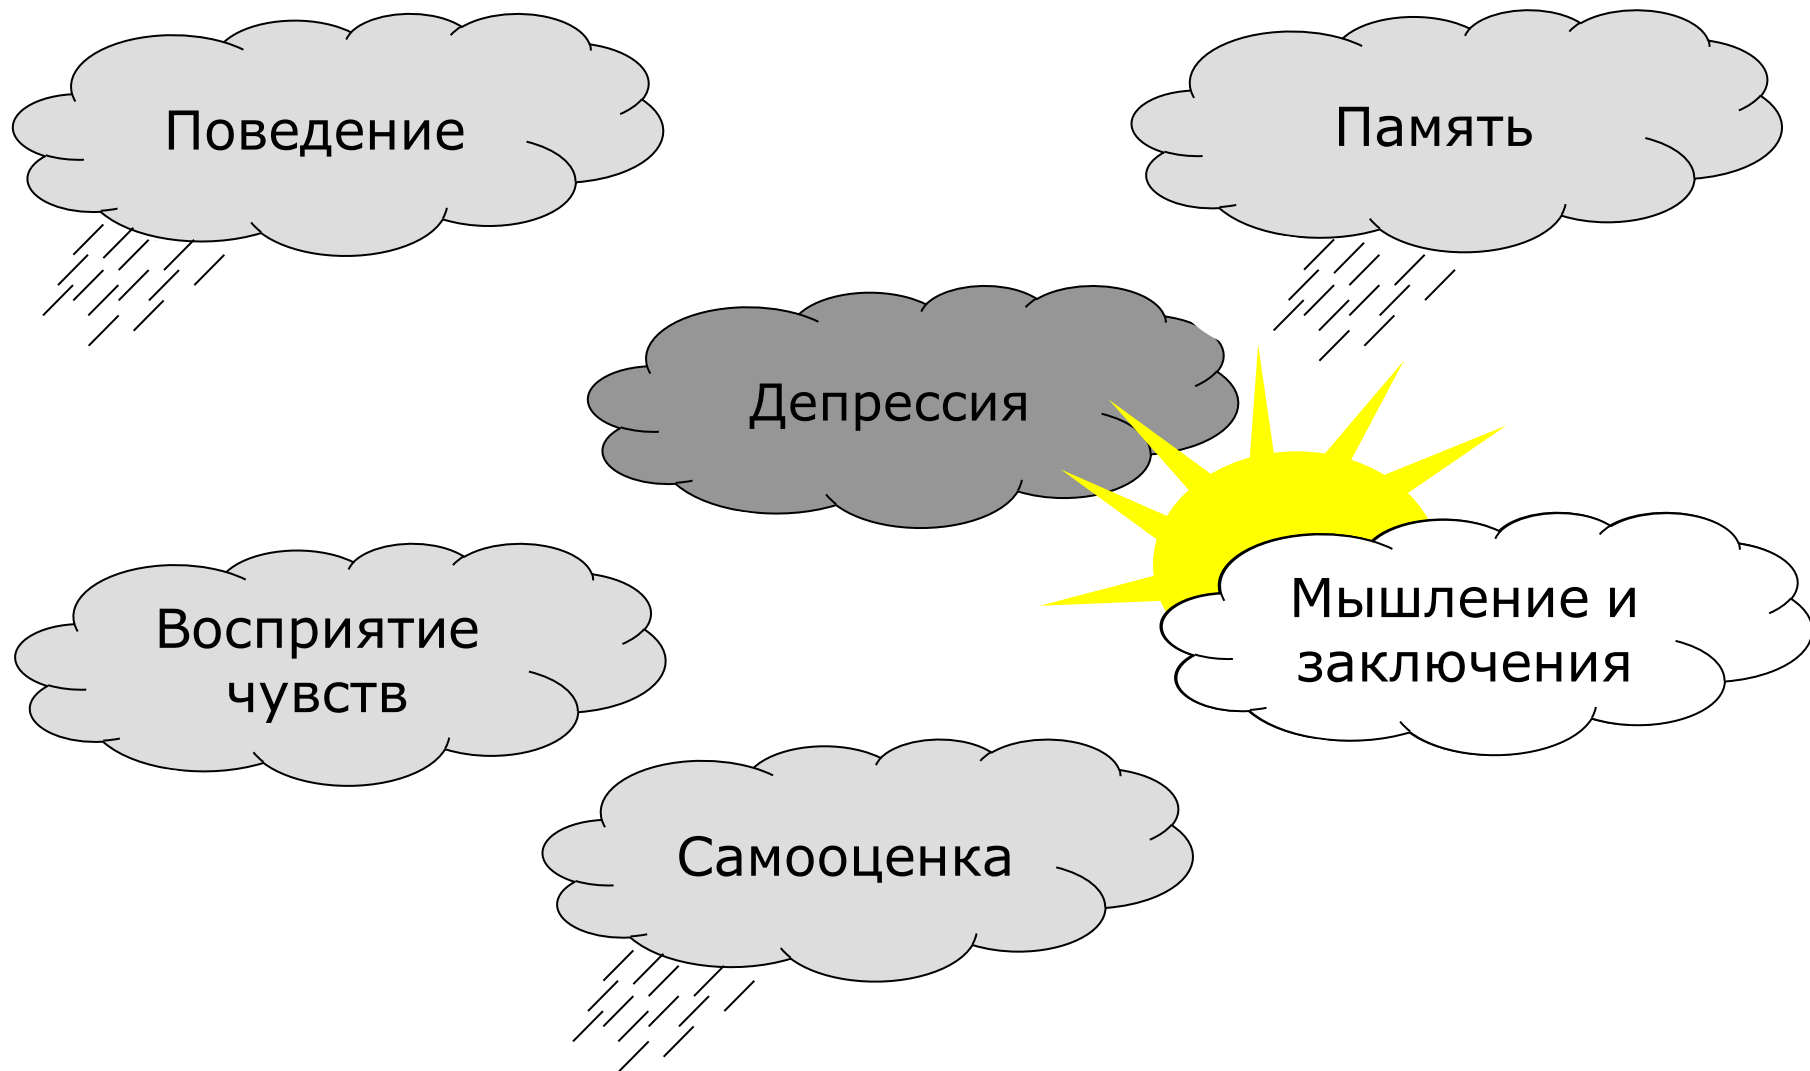 Поведение
Память
Депрессия
Восприятие
чувств
Мышление и
заключения
Самооценка